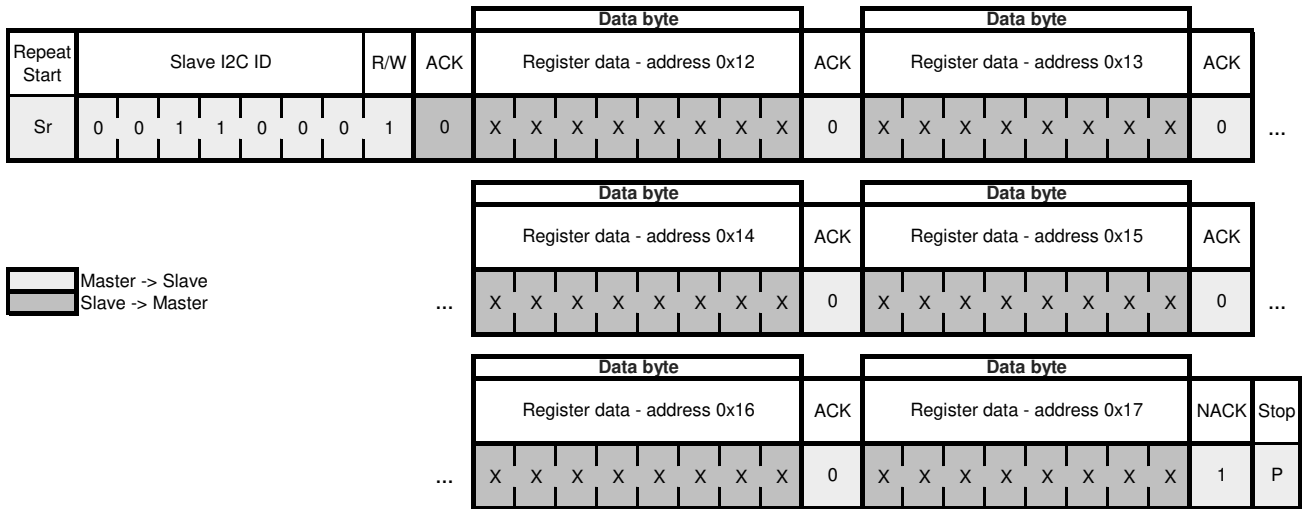 Data byte Data byte
Repeat Start Slave I2C ID R/W ACK Register data - address 0x12 ACK Register data - address 0x13 ACK
Sr 0 0 1 1 0 0 0 1 0 X X X X X X X X 0 X X X X X X X X 0 ...
Data byte Data byte
Register data - address 0x14 ACK Register data - address 0x15 ACK
Master -> Slave
Slave -> Master
... X X X X X X X X 0 X X X X X X X X 0 ...
Data byte Data byte
Register data - address 0x16 ACK Register data - address 0x17 NACK Stop
... X X X X X X X X 0 X X X X X X X X 1 P